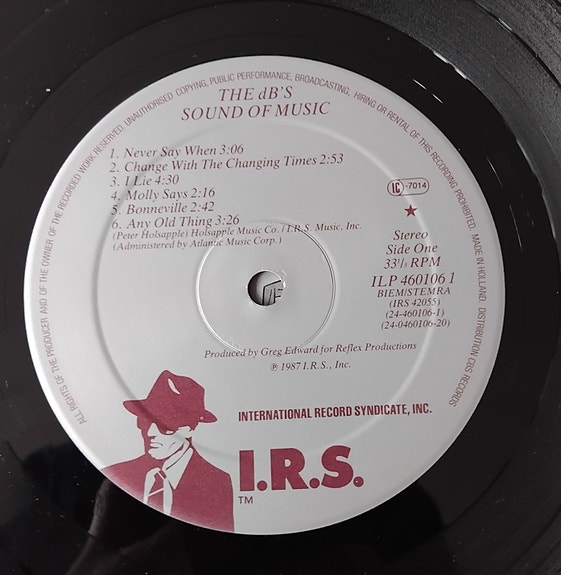 ALL RIGHTS OF THE PRODUCER AND OF THE OWNER OF THE RECORDED WORK RESERVED. UNAUTHORISED COPYING, PUBLIC PERFORMANCE, BROADCASTING, HIRING OR RENTAL OF THIS RECORDING PROHIBITED. MADE IN HOLLAND. DISTRIBUTION CBS RECORDS
THE dB'S
SOUND OF MUSIC
1. Never Say When 3:06
2. Change With The Changing Times 2:53
3. I Lie 4:30
4. Molly Says 2:16
5. Bonneville 2:42
6. Any Old Thing 3:26
(Peter Holsapple) Holsapple Music Co. / I.R.S. Music, Inc.
(Administered by Atlantic Music Corp.)
LC -7014
Stereo
Side One
33⅓ RPM
ILP 460106 1
BIEM/STEMRA
(IRS 42055)
(24-460106-1)
(24-0460106-20)
Produced by Greg Edward for Reflex Productions
℗ 1987 I.R.S., Inc.
INTERNATIONAL RECORD SYNDICATE, INC.
I.R.S.
TM